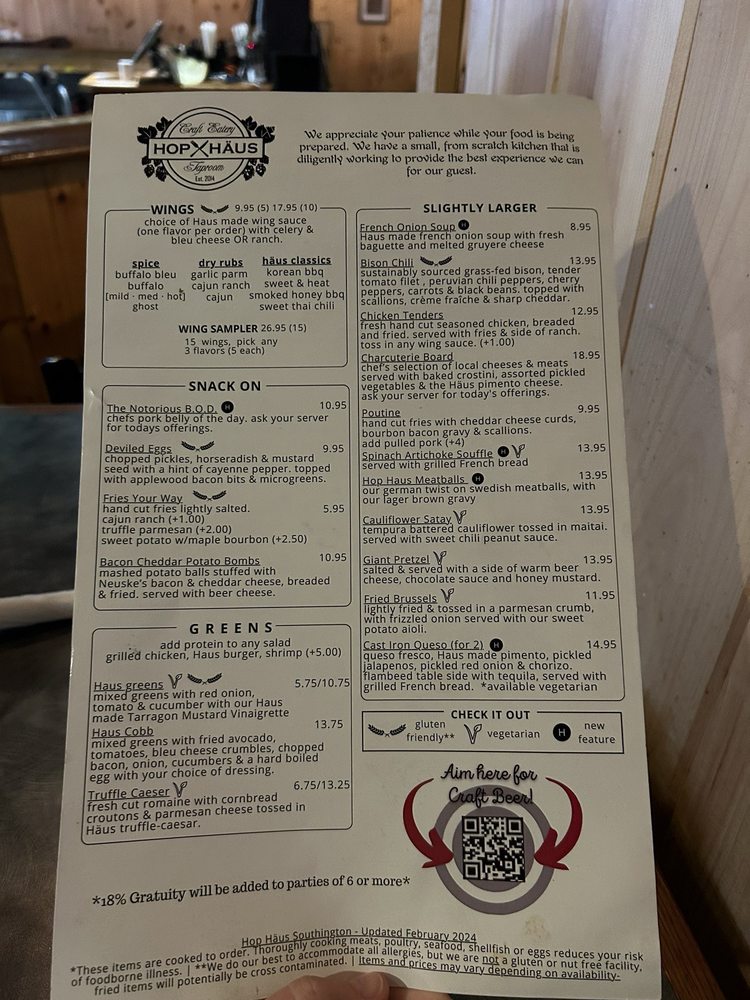 Craft Eatery
HOP HÄUS
Taproom
Est. 2014
We appreciate your patience while your food is being
prepared. We have a small, from scratch kitchen that is
diligently working to provide the best experience we can
for our guest.
WINGS 9.95 (5) 17.95 (10)
choice of Haus made wing sauce
(one flavor per order) with celery &
bleu cheese OR ranch.
spice
buffalo bleu
buffalo
[mild · med · hot]
ghost
dry rubs
garlic parm
cajun ranch
cajun
häus classics
korean bbq
sweet & heat
smoked honey bbq
sweet thai chili
WING SAMPLER 26.95 (15)
15 wings, pick any
3 flavors (5 each)
SNACK ON
The Notorious B.O.D. H 10.95
chefs pork belly of the day. ask your server
for todays offerings.
Deviled Eggs 9.95
chopped pickles, horseradish & mustard
seed with a hint of cayenne pepper. topped
with applewood bacon bits & microgreens.
Fries Your Way
hand cut fries lightly salted. 5.95
cajun ranch (+1.00)
truffle parmesan (+2.00)
sweet potato w/maple bourbon (+2.50)
Bacon Cheddar Potato Bombs 10.95
mashed potato balls stuffed with
Neuske's bacon & cheddar cheese, breaded
& fried. served with beer cheese.
GREENS
add protein to any salad
grilled chicken, Haus burger, shrimp (+5.00)
Haus greens V 5.75/10.75
mixed greens with red onion,
tomato & cucumber with our Haus
made Tarragon Mustard Vinaigrette
Haus Cobb 13.75
mixed greens with fried avocado,
tomatoes, bleu cheese crumbles, chopped
bacon, onion, cucumbers & a hard boiled
egg with your choice of dressing.
Truffle Caeser V 6.75/13.25
fresh cut romaine with cornbread
croutons & parmesan cheese tossed in
Häus truffle-caesar.
SLIGHTLY LARGER
French Onion Soup H 8.95
Haus made french onion soup with fresh
baguette and melted gruyere cheese
Bison Chili 13.95
sustainably sourced grass-fed bison, tender
tomato filet , peruvian chili peppers, cherry
peppers, carrots & black beans. topped with
scallions, crème fraîche & sharp cheddar.
Chicken Tenders 12.95
fresh hand cut seasoned chicken, breaded
and fried. served with fries & side of ranch.
toss in any wing sauce. (+1.00)
Charcuterie Board 18.95
chef's selection of local cheeses & meats
served with baked crostini, assorted pickled
vegetables & the Häus pimento cheese.
ask your server for today's offerings.
Poutine 9.95
hand cut fries with cheddar cheese curds,
bourbon bacon gravy & scallions.
add pulled pork (+4)
Spinach Artichoke Souffle H V 13.95
served with grilled French bread
Hop Haus Meatballs H 13.95
our german twist on swedish meatballs, with
our lager brown gravy
Cauliflower Satay V 13.95
tempura battered cauliflower tossed in maitai.
served with sweet chili peanut sauce.
Giant Pretzel V 13.95
salted & served with a side of warm beer
cheese, chocolate sauce and honey mustard.
Fried Brussels V 11.95
lightly fried & tossed in a parmesan crumb,
with frizzled onion served with our sweet
potato aioli.
Cast Iron Queso (for 2) H 14.95
queso fresco, Haus made pimento, pickled
jalapenos, pickled red onion & chorizo.
flambeed table side with tequila, served with
grilled French bread. *available vegetarian
CHECK IT OUT
gluten
friendly**
V vegetarian
H new
feature
Aim here for
Craft Beer!
*18% Gratuity will be added to parties of 6 or more*
Hop Häus Southington - Updated February 2024
*These items are cooked to order. Thoroughly cooking meats, poultry, seafood, shellfish or eggs reduces your risk
of foodborne illness. | **We do our best to accommodate all allergies, but we are not a gluten or nut free facility,
fried items will potentially be cross contaminated. | Items and prices may vary depending on availability-